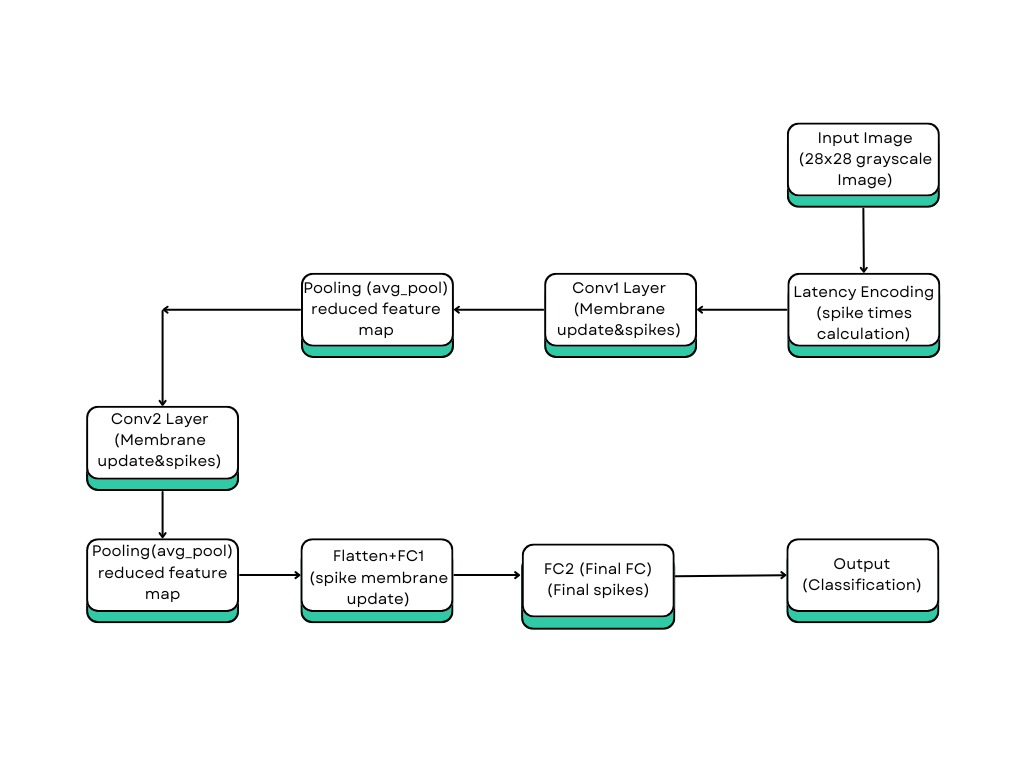 Input Image
(28x28 grayscale
Image)
Latency Encoding
(spike times
calculation)
Conv1 Layer
(Membrane
update&spikes)
Pooling (avg_pool)
reduced feature
map
Conv2 Layer
(Membrane
update&spikes)
Pooling(avg_pool)
reduced feature
map
Flatten+FC1
(spike membrane
update)
FC2 (Final FC)
(Final spikes)
Output
(Classification)